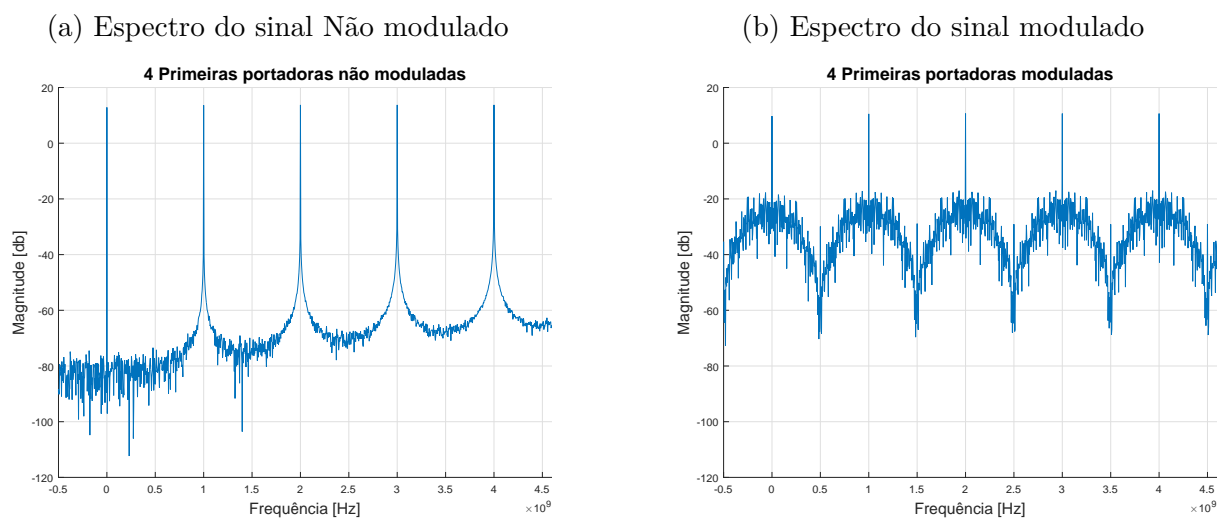 (a) Espectro do sinal Não modulado
4 Primeiras portadoras não moduladas
20
0
-20
-40
-60
-80
-100
-120
Magnitude [db]
-0.5 0 0.5 1 1.5 2 2.5 3 3.5 4 4.5
Frequência [Hz]
×10^9
(b) Espectro do sinal modulado
4 Primeiras portadoras moduladas
20
0
-20
-40
-60
-80
-100
-120
Magnitude [db]
-0.5 0 0.5 1 1.5 2 2.5 3 3.5 4 4.5
Frequência [Hz]
×10^9